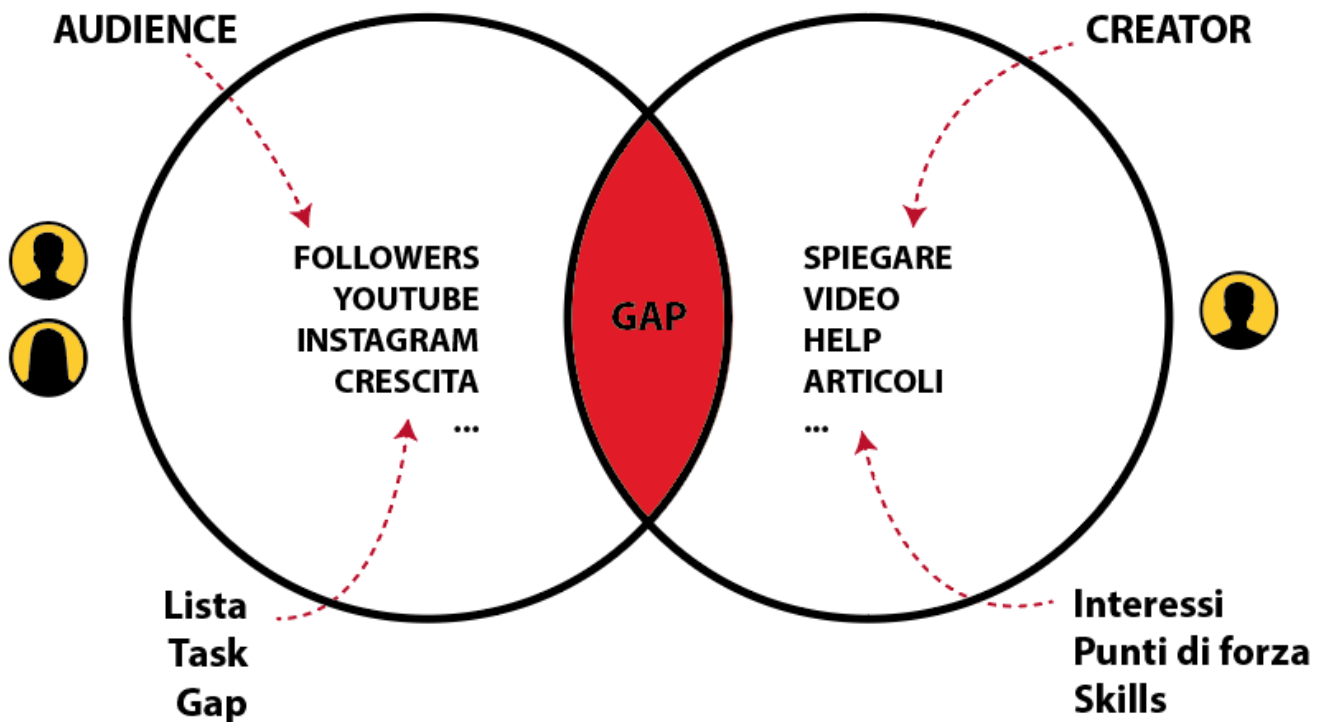 AUDIENCE
CREATOR
FOLLOWERS
YOUTUBE
INSTAGRAM
CRESCITA
...
GAP
SPIEGARE
VIDEO
HELP
ARTICOLI
...
Lista
Task
Gap
Interessi
Punti di forza
Skills